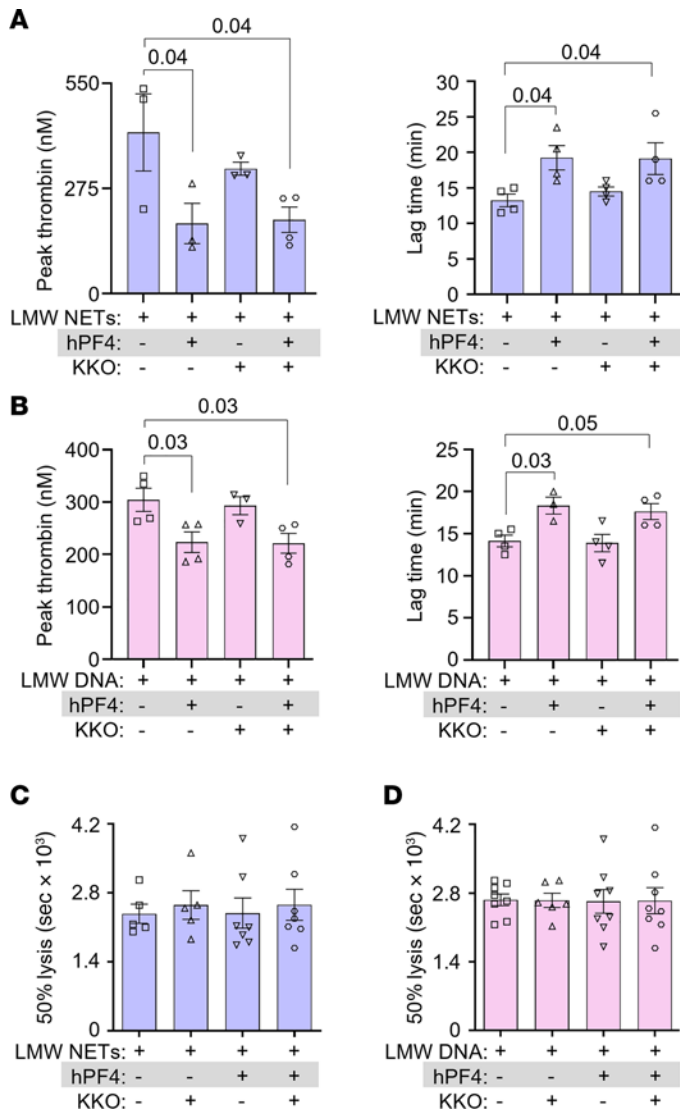 A
0.04
0.04
Peak thrombin (nM)
550
275
0
LMW NETs: + + + +
hPF4: - + - +
KKO: - - + +
0.04
0.04
Lag time (min)
30
25
20
15
10
5
0
LMW NETs: + + + +
hPF4: - + - +
KKO: - - + +
B
0.03
0.03
Peak thrombin (nM)
400
300
200
100
0
LMW DNA: + + + +
hPF4: - + - +
KKO: - - + +
0.05
0.03
Lag time (min)
25
20
15
10
5
0
LMW DNA: + + + +
hPF4: - + - +
KKO: - - + +
C
50% lysis (sec × 10³)
4.2
2.8
1.4
0
LMW NETs: + + + +
hPF4: - - + +
KKO: - + - +
D
50% lysis (sec × 10³)
4.2
2.8
1.4
0
LMW DNA: + + + +
hPF4: - - + +
KKO: - + - +